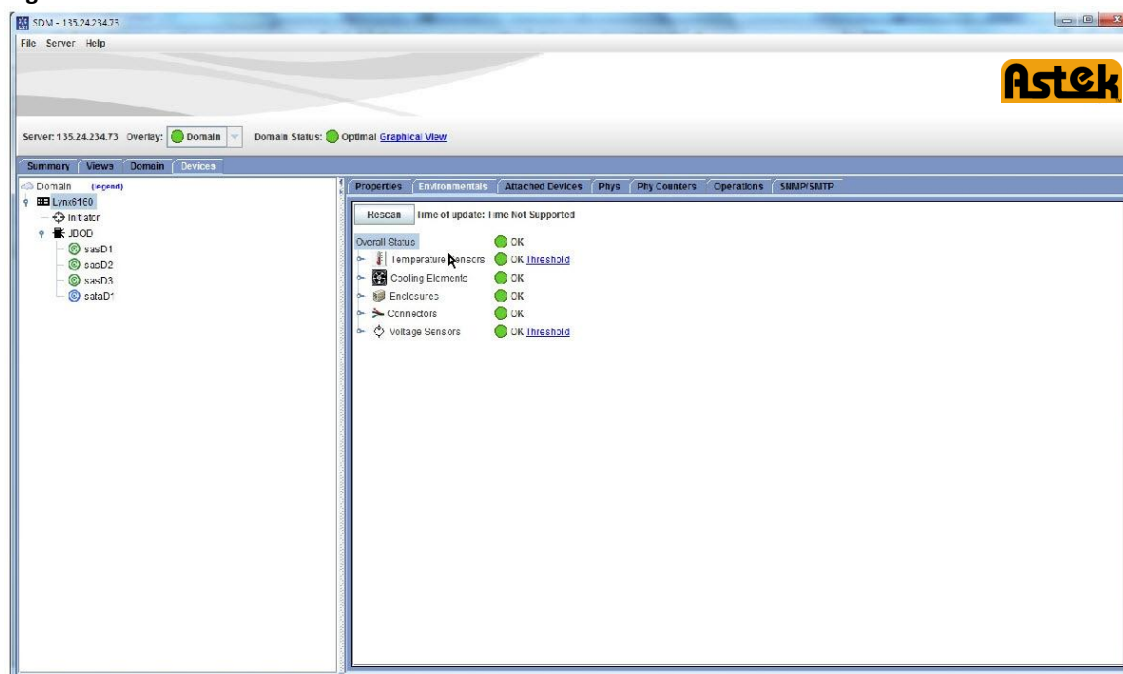 SDM - 135.24.234.73
File Server Help
Astek
Server: 135.24.234.73 Overlay: Domain Domain Status: Optimal Graphical View
Summary Views Domain Devices
Domain (legend)
Lynx6160
Initiator
JBOD
sasD1
sasD2
sasD3
sataD1
Properties Environmentals Attached Devices Phys Phy Counters Operations SNMP/SMTP
Rescan Time of update: Time Not Supported
Overall Status OK
Temperature Sensors OK Threshold
Cooling Elements OK
Enclosures OK
Connectors OK
Voltage Sensors OK Threshold